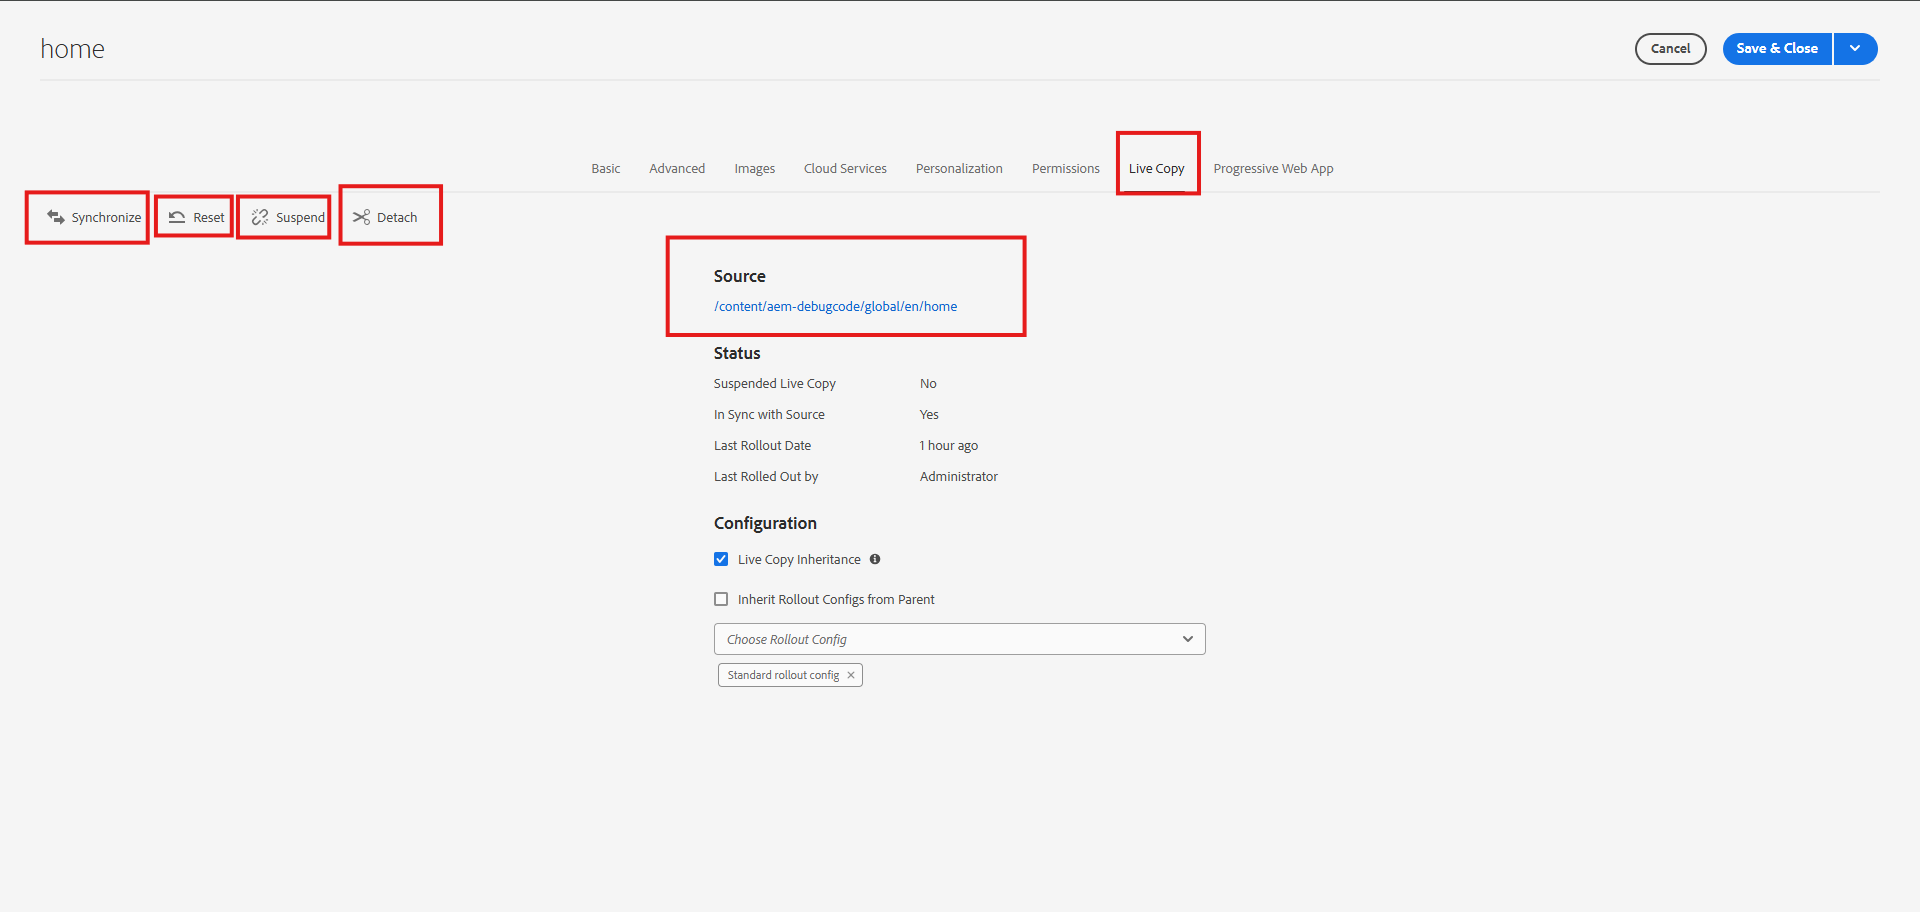 home
Cancel
Save & Close
Basic Advanced Images Cloud Services Personalization Permissions Live Copy Progressive Web App
Synchronize Reset Suspend Detach
Source
/content/aem-debugcode/global/en/home
Status
Suspended Live Copy No
In Sync with Source Yes
Last Rollout Date 1 hour ago
Last Rolled Out by Administrator
Configuration
Live Copy Inheritance
Inherit Rollout Configs from Parent
Choose Rollout Config
Standard rollout config